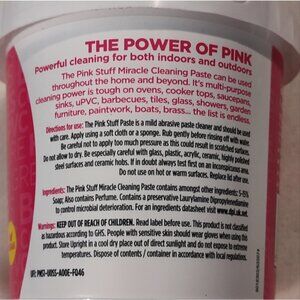 THE POWER OF PINK
Powerful cleaning for both indoors and outdoors
The Pink Stuff Miracle Cleaning Paste can be used
throughout the home and beyond. It's multi-purpose
cleaning power is tough on ovens, cooker tops, saucepans,
sinks, uPVC, barbecues, tiles, glass, showers, garden
furniture, paintwork, boats, brass... the list is endless.
Directions for use: The Pink Stuff Paste is a mild abrasive paste cleaner and should be used
with care. Apply using a soft cloth or a sponge. Rub gently before rinsing off with water.
Be careful not to apply too much pressure as this could result in scratched surfaces.
Do not allow to dry. Be especially careful with glass, plastic, acrylic, ceramic, highly polished
steel surfaces and ceramic hobs. If in doubt always test first on an inconspicuous area.
Do not use on hot or warm surfaces. Replace lid after use.
Ingredients: The Pink Stuff Miracle Cleaning Paste contains amongst other ingredients: 5-15%
Soap; Also contains Perfume. Contains a preservative Laurylamine Dipropylenediamine
to control microbial deterioration. For an ingredients datasheet visit www.dpi.uk.net.
Warnings: KEEP OUT OF REACH OF CHILDREN. Read label before use. This product is not classified
as hazardous according to GHS. People with sensitive skin should wear gloves when using the
product. Store Upright in a cool dry place out of direct sunlight and do not expose to extreme
temperatures. Dispose of contents / container in accordance with local regulations.